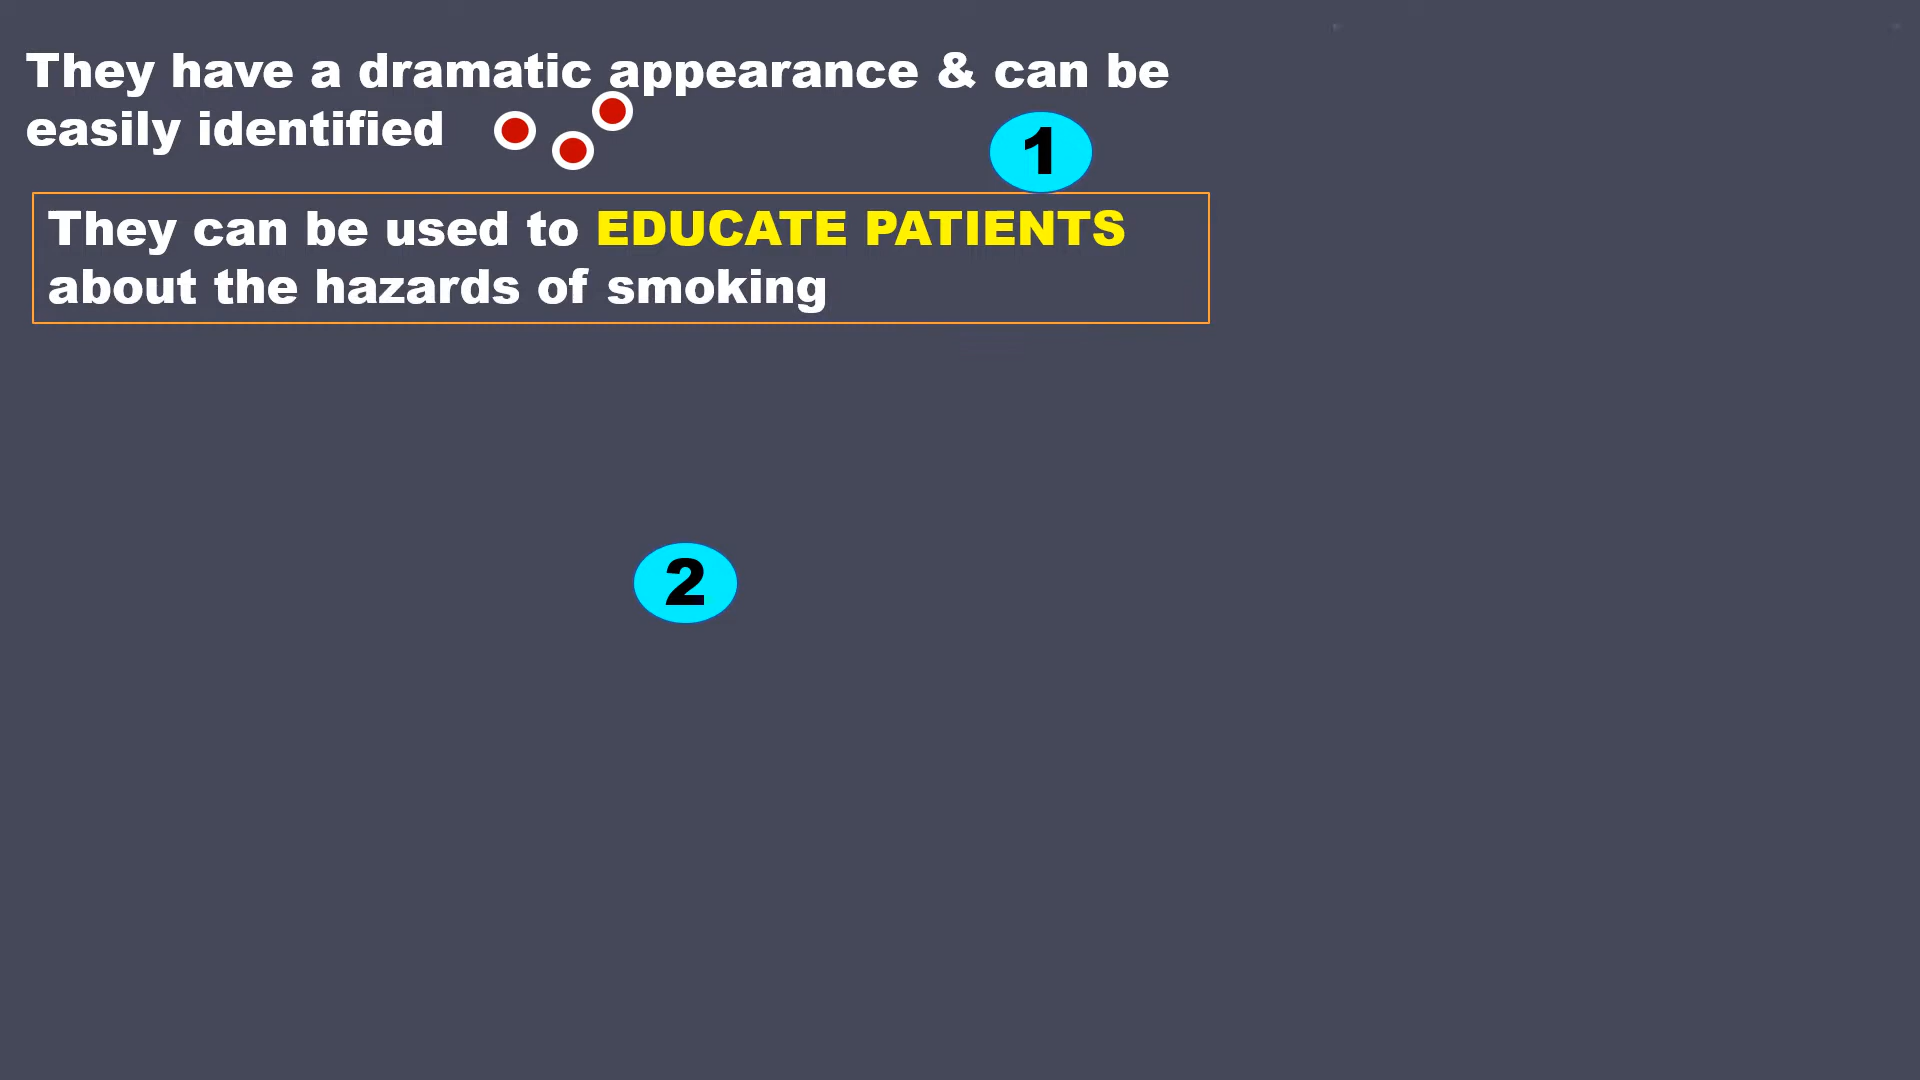 They have a dramatic appearance & can be
easily identified
1
They can be used to EDUCATE PATIENTS
about the hazards of smoking
2